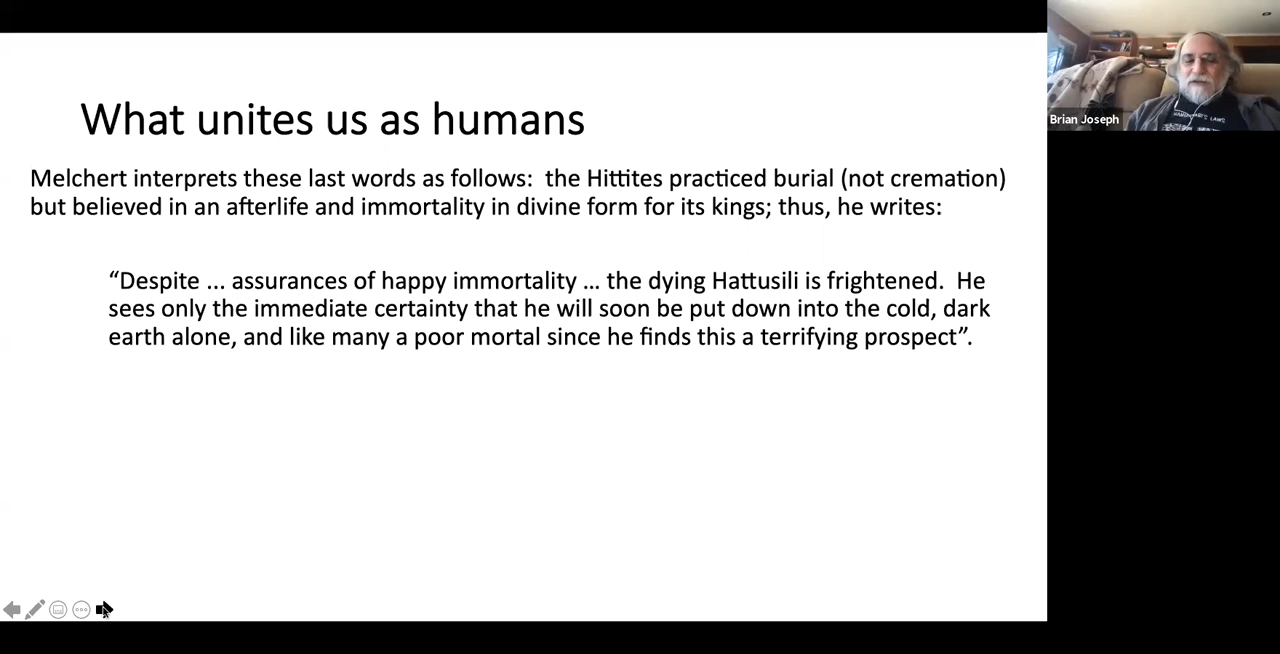 What unites us as humans
Melchert interprets these last words as follows:  the Hittites practiced burial (not cremation)
but believed in an afterlife and immortality in divine form for its kings; thus, he writes:
“Despite ... assurances of happy immortality ... the dying Hattusili is frightened.  He
sees only the immediate certainty that he will soon be put down into the cold, dark
earth alone, and like many a poor mortal since he finds this a terrifying prospect”.
Brian Joseph
LAWS